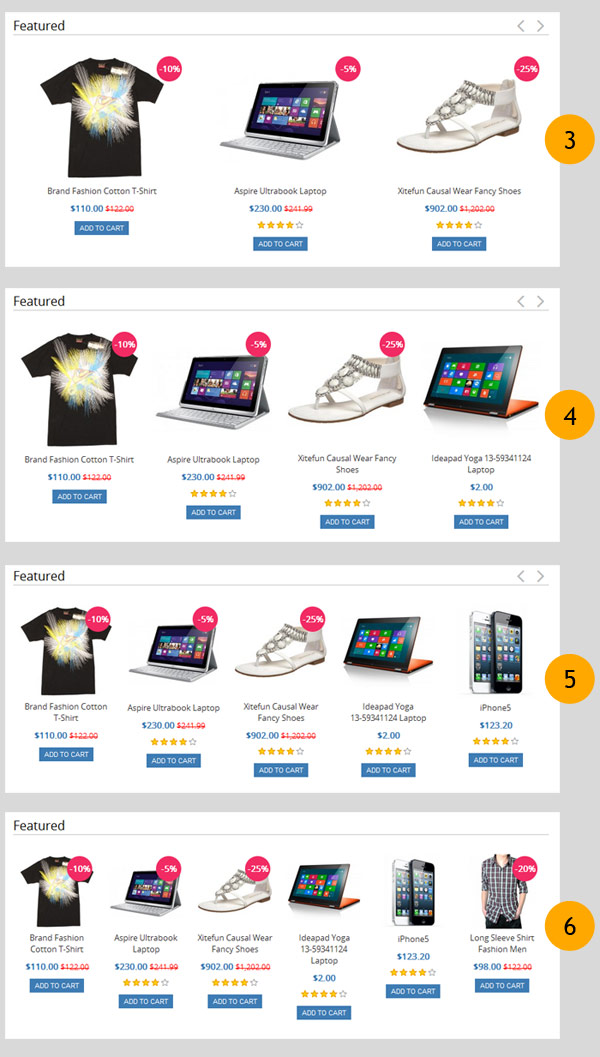 Featured
-10% -5% -25%
Brand Fashion Cotton T-Shirt Aspire Ultrabook Laptop Xitefun Causal Wear Fancy Shoes
$110.00 $122.00 $230.00 $241.99 $902.00 $1,202.00
ADD TO CART ADD TO CART ADD TO CART
3
Featured
-10% -5% -25%
Brand Fashion Cotton T-Shirt Aspire Ultrabook Laptop Xitefun Causal Wear Fancy Ideapad Yoga 13-59341124
Shoes Laptop
$110.00 $122.00 $230.00 $241.99 $902.00 $1,202.00 $2.00
ADD TO CART ADD TO CART ADD TO CART ADD TO CART
4
Featured
-10% -5% -25%
Brand Fashion Cotton Aspire Ultrabook Laptop Xitefun Causal Wear Ideapad Yoga iPhone5
T-Shirt Fancy Shoes 13-59341124 Laptop
$110.00 $122.00 $230.00 $241.99 $902.00 $1,202.00 $2.00 $123.20
ADD TO CART ADD TO CART ADD TO CART ADD TO CART ADD TO CART
5
Featured
-10% -5% -25% -20%
Brand Fashion Aspire Ultrabook Xitefun Causal Wear Ideapad Yoga iPhone5 Long Sleeve Shirt
Cotton T-Shirt Laptop Fancy Shoes 13-59341124 Fashion Men
Laptop
$110.00 $122.00 $230.00 $241.99 $902.00 $1,202.00 $2.00 $123.20 $98.00 $122.00
ADD TO CART ADD TO CART ADD TO CART ADD TO CART ADD TO CART ADD TO CART
6